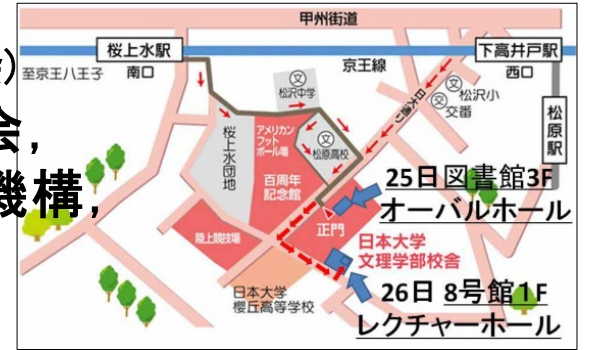 甲州街道
桜上水駅
下高井戸駅
至京王八王子
南口
京王線
西口
文
松沢中学
日大通り
文
松沢小
文
交番
松原駅
桜上水団地
アメリカン
フット
ボール場
文
松原高校
百周年
記念館
25日図書館3F
オーバルホール
正門
陸上競技場
日本大学
文理学部校舎
日本大学
櫻丘高等学校
26日 8号館1F
レクチャーホール
会,
機構,